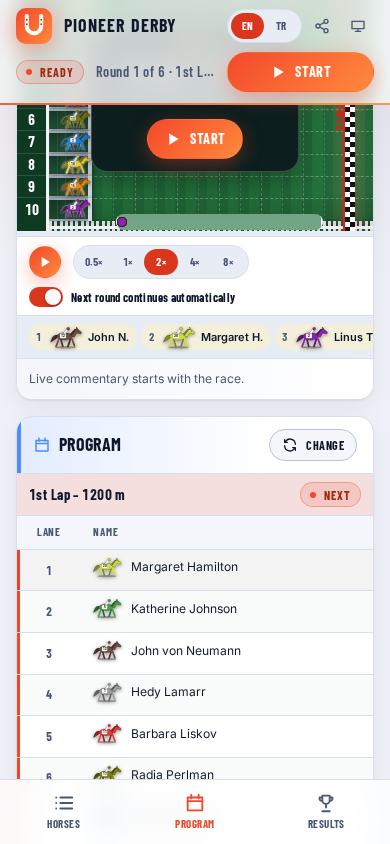 PIONEER DERBY
EN
TR
READY
Round 1 of 6 · 1st L...
START
6
7
8
9
10
START
0.5×
1×
2×
4×
8×
Next round continues automatically
1 John N.
2 Margaret H.
3 Linus T
Live commentary starts with the race.
PROGRAM
CHANGE
1st Lap – 1200 m
NEXT
LANE NAME
1 Margaret Hamilton
2 Katherine Johnson
3 John von Neumann
4 Hedy Lamarr
5 Barbara Liskov
6 Radia Perlman
HORSES
PROGRAM
RESULTS